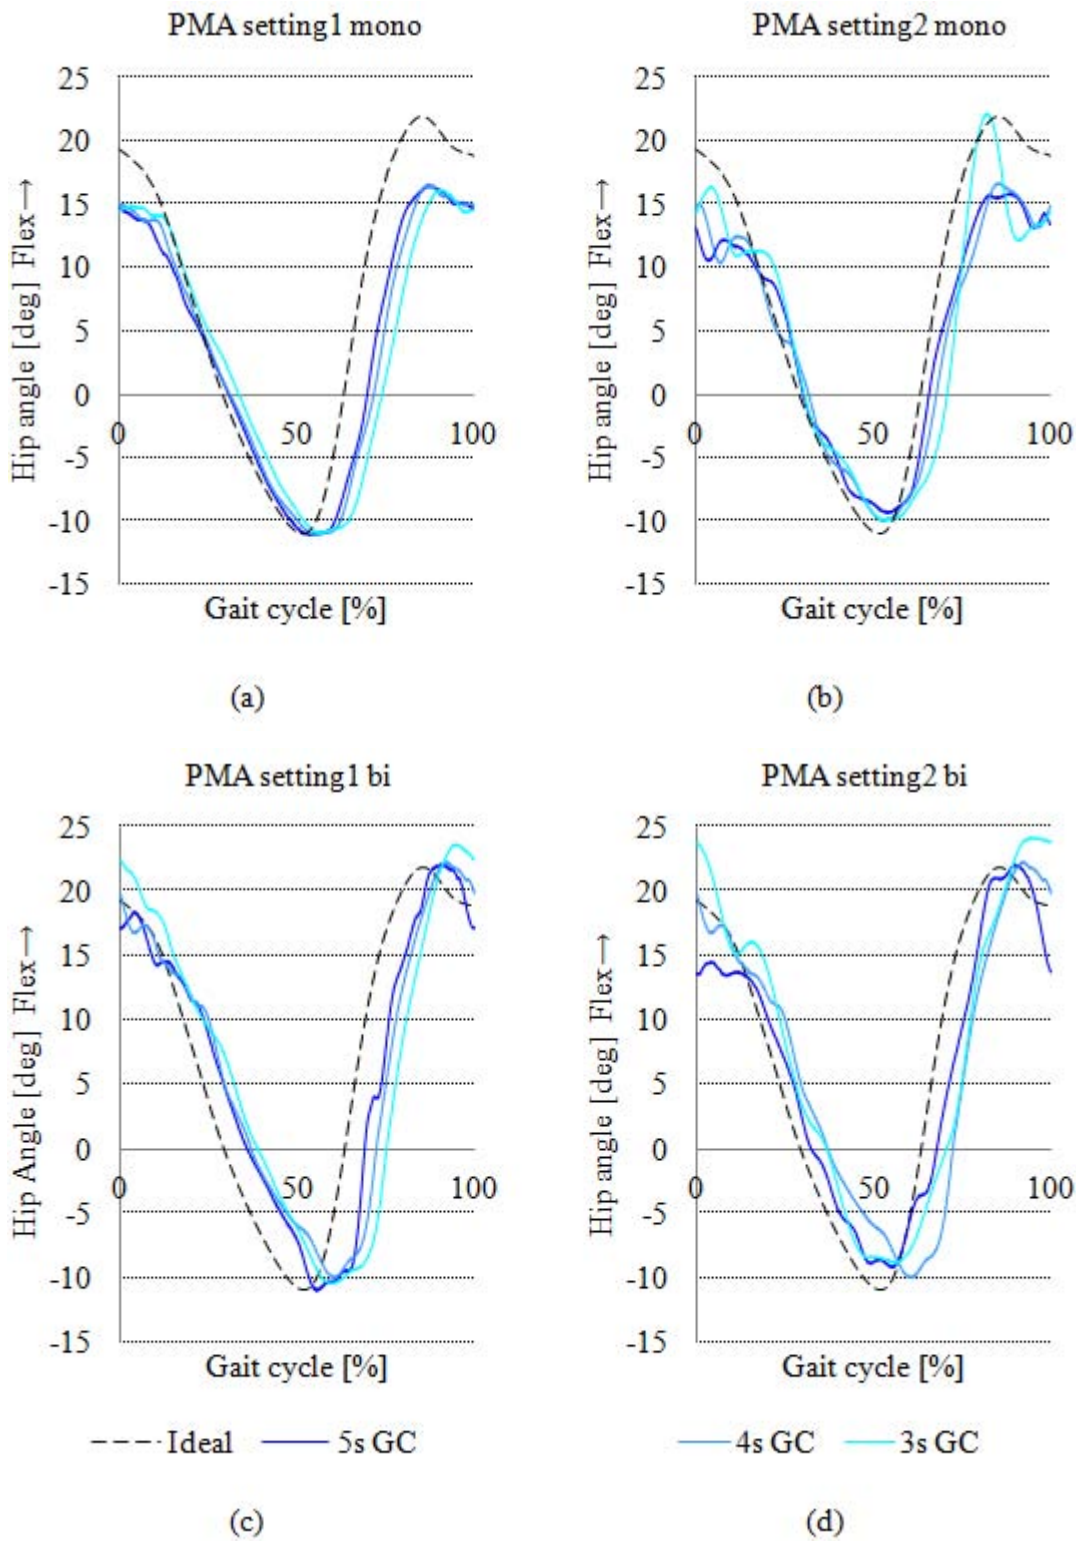 PMA setting1 mono
25
20
15
10
5
0
-5
-10
-15
0 50 100
Hip angle [deg] Flex→
Gait cycle [%]
(a)
PMA setting2 mono
25
20
15
10
5
0
-5
-10
-15
0 50 100
Hip angle [deg] Flex→
Gait cycle [%]
(b)
PMA setting1 bi
25
20
15
10
5
0
-5
-10
-15
0 50 100
Hip Angle [deg] Flex→
Gait cycle [%]
PMA setting2 bi
25
20
15
10
5
0
-5
-10
-15
0 50 100
Hip angle [deg] Flex→
Gait cycle [%]
Ideal 5s GC 4s GC 3s GC
(c)
(d)